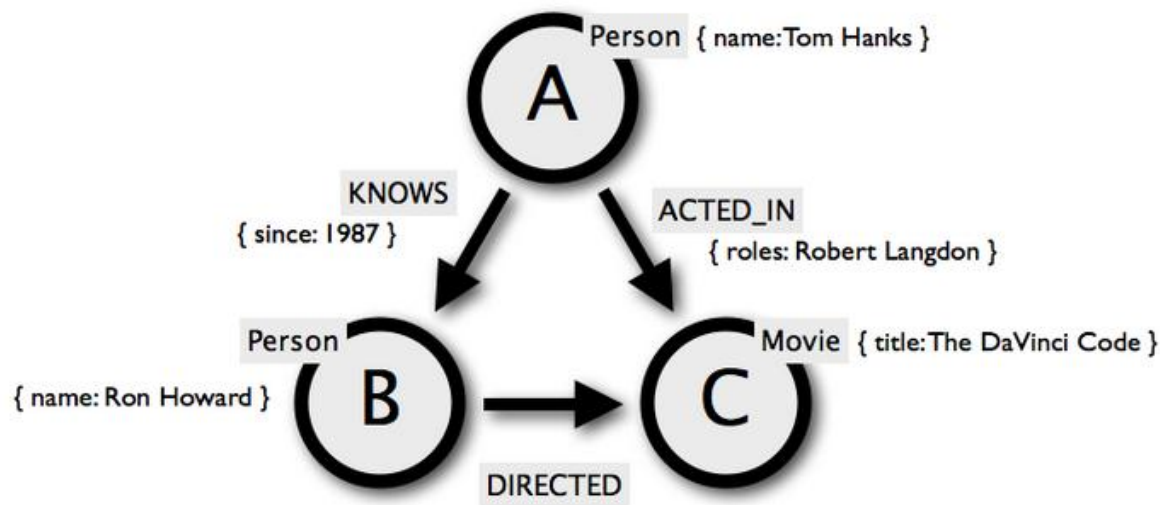 Person { name:Tom Hanks }
A
KNOWS
{ since: 1987 }
ACTED_IN
{ roles: Robert Langdon }
Person
{ name: Ron Howard }
B
Movie { title:The DaVinci Code }
C
DIRECTED